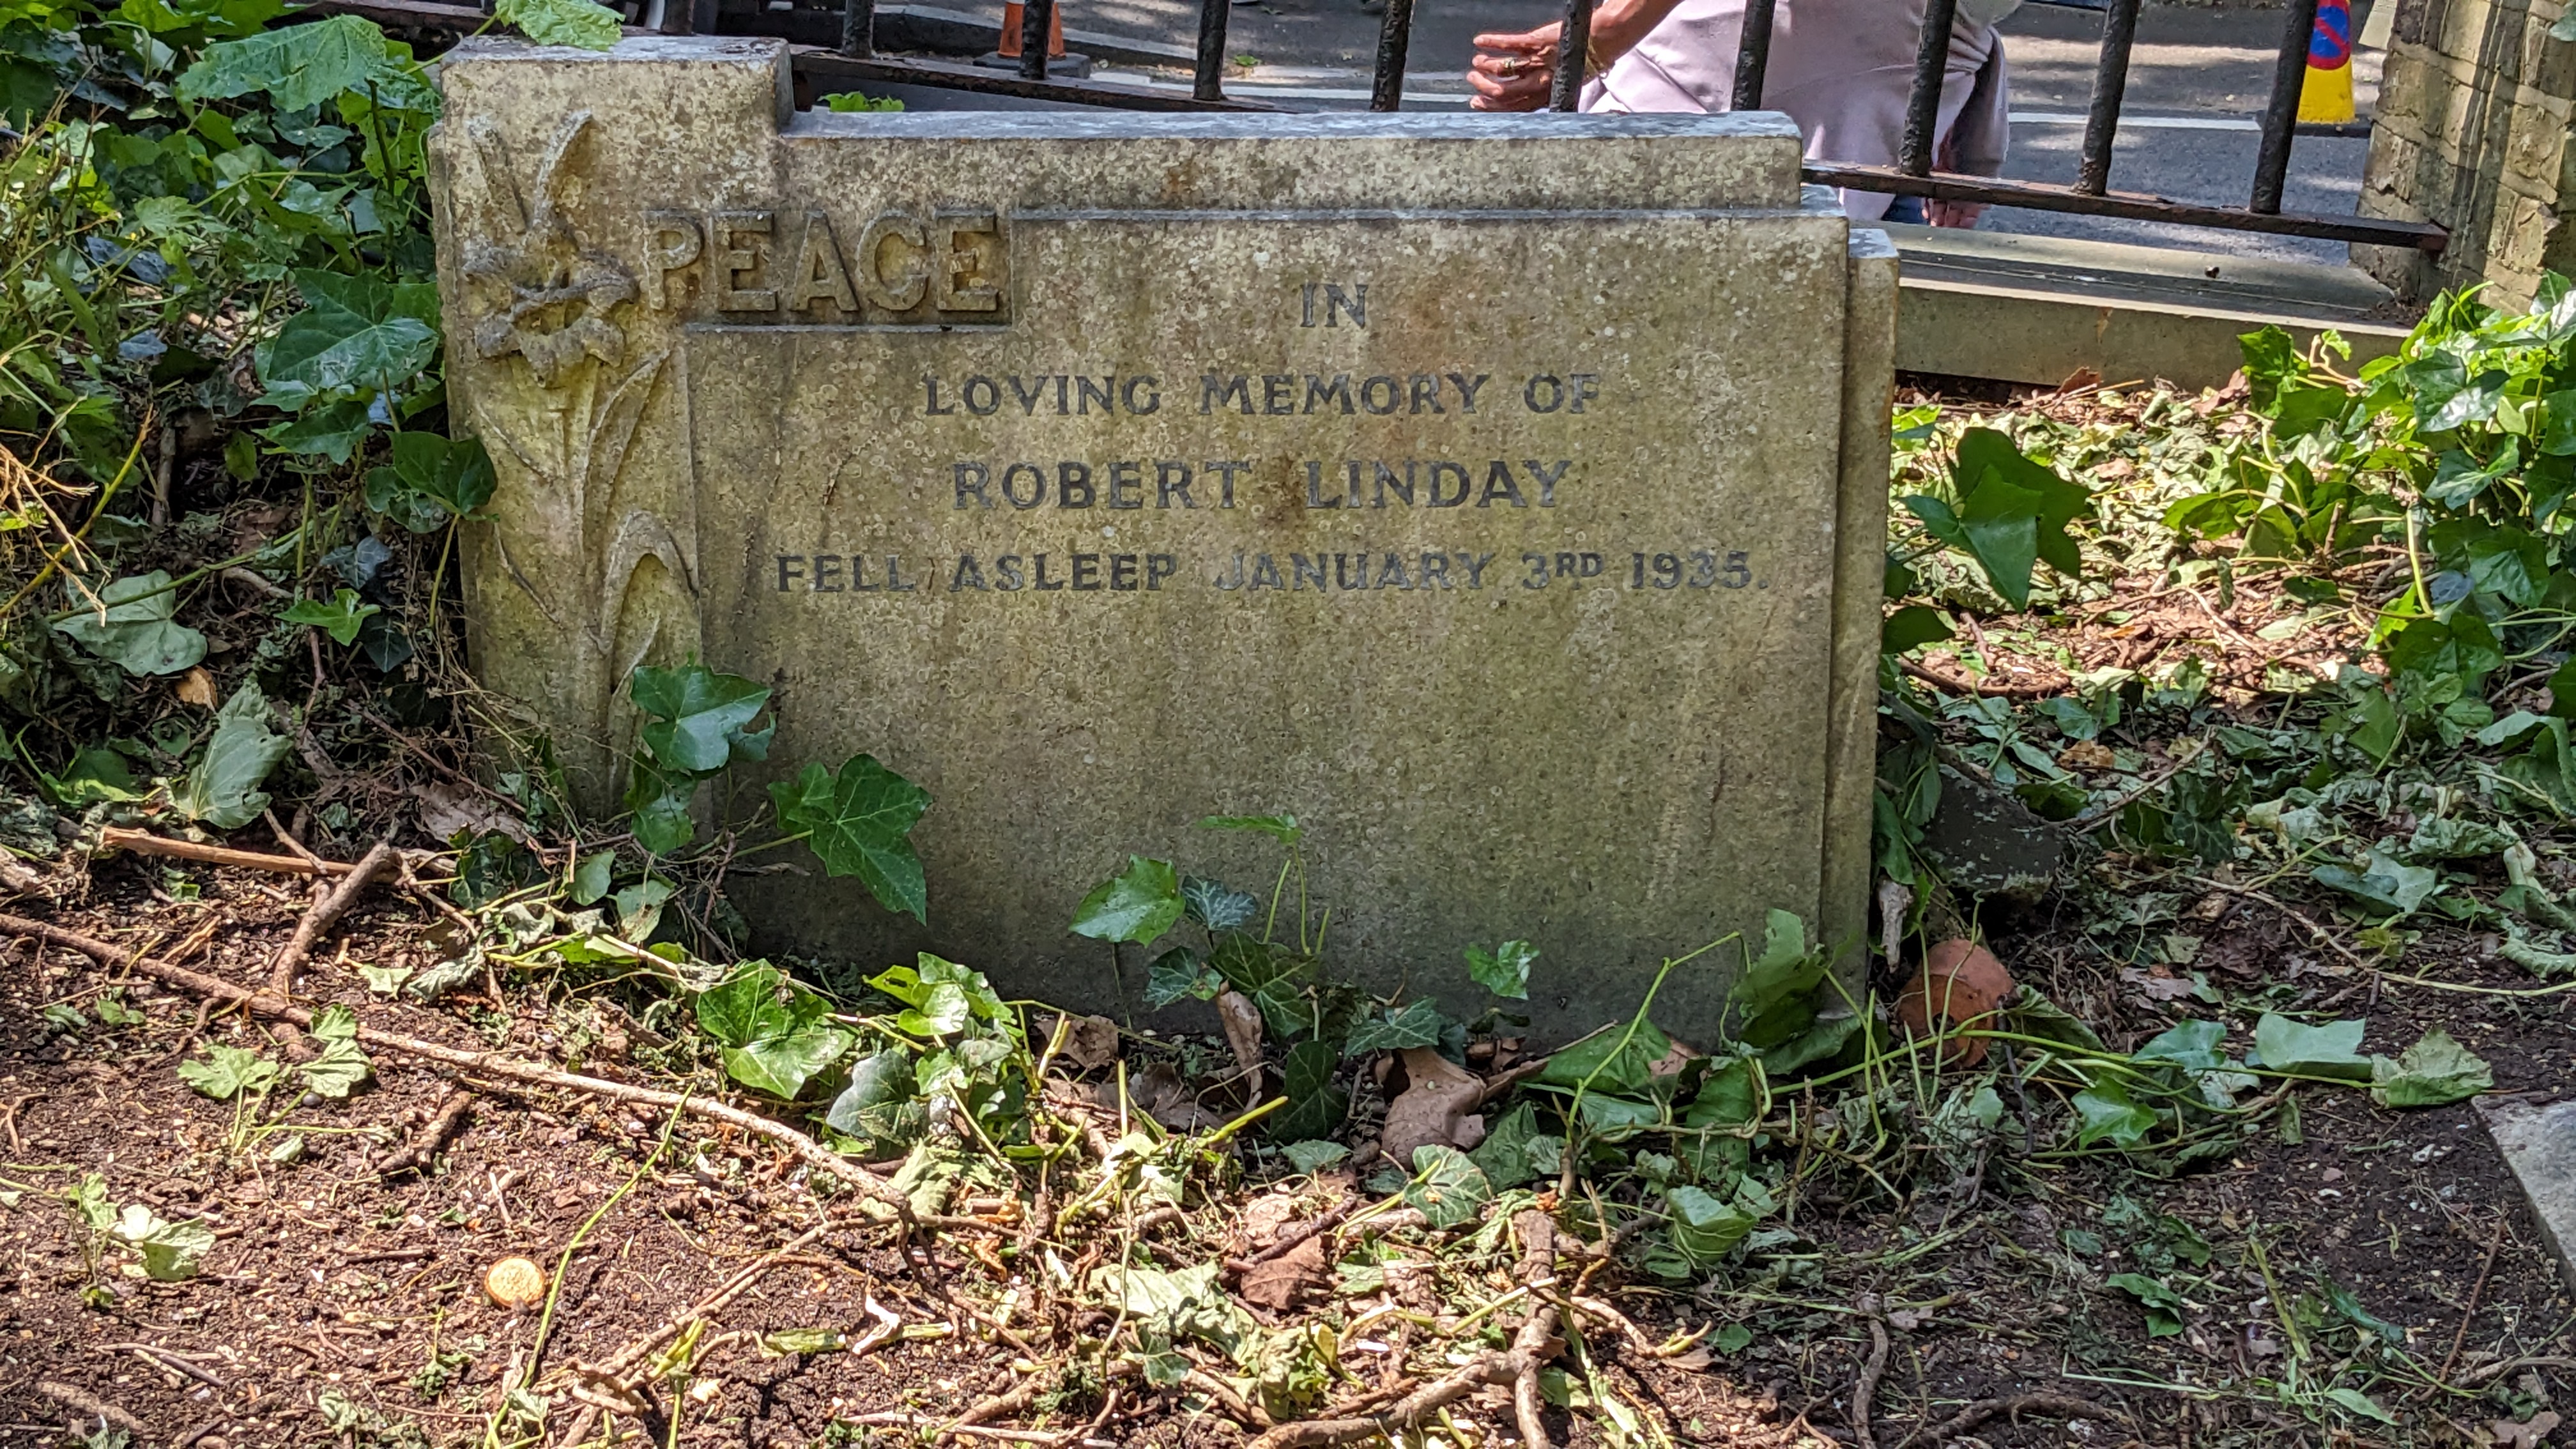 PEACE
IN
LOVING MEMORY OF
ROBERT LINDAY
FELL ASLEEP JANUARY 3RD 1935.